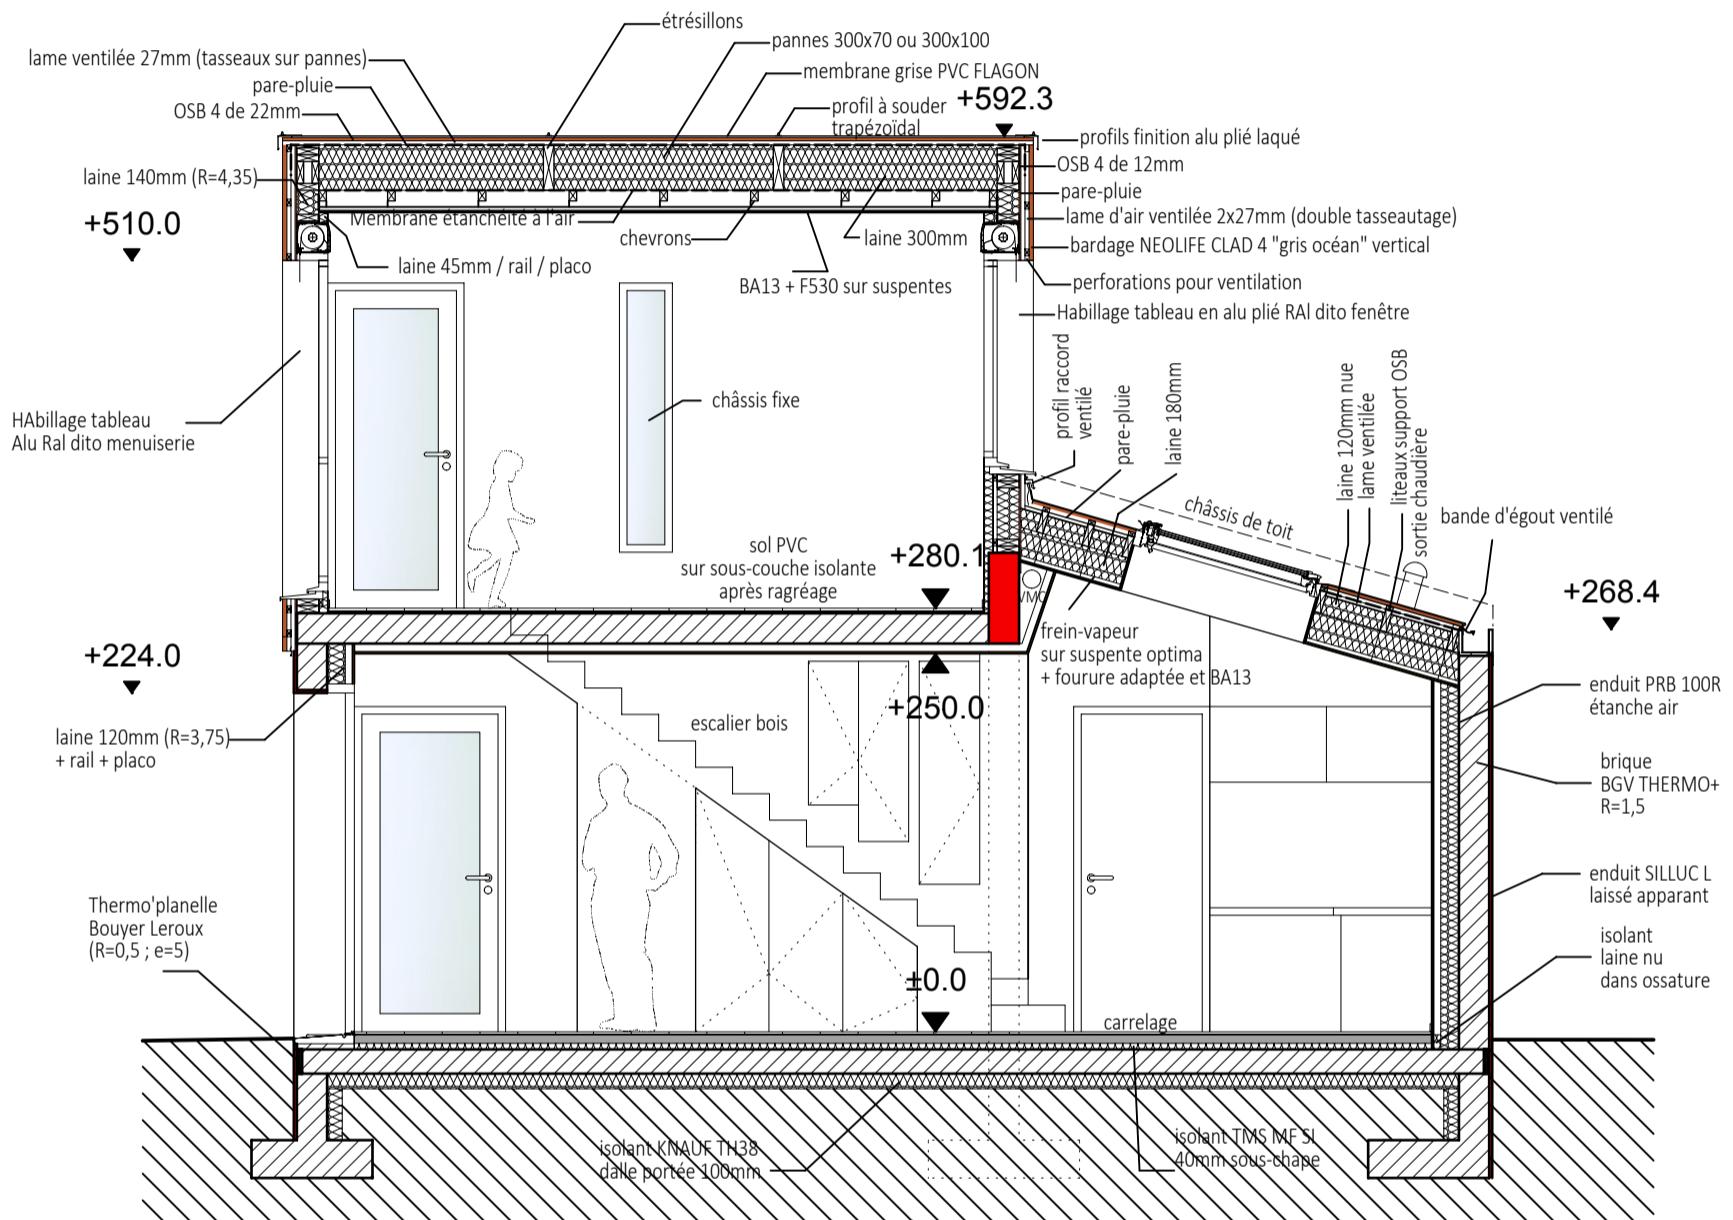 étrésillons
lame ventilée 27mm (tasseaux sur pannes)
pannes 300x70 ou 300x100
pare-pluie
membrane grise PVC FLAGON
OSB 4 de 22mm
profil à souder
trapézoïdal
+592.3
profils finition alu plié laqué
OSB 4 de 12mm
laine 140mm (R=4,35)
pare-pluie
+510.0
Membrane étanchéité à l'air
lame d'air ventilée 2x27mm (double tasseautage)
chevrons
laine 300mm
bardage NEOLIFE CLAD 4 "gris océan" vertical
laine 45mm / rail / placo
BA13 + F530 sur suspentes
perforations pour ventilation
Habillage tableau en alu plié RAl dito fenêtre
profil raccord
ventilé
pare-pluie
laine 180mm
laine 120mm nue
lame ventilée
liteaux support OSB
sortie chaudière
HAbillage tableau
Alu Ral dito menuiserie
châssis fixe
châssis de toit
bande d'égout ventilé
sol PVC
sur sous-couche isolante
après ragréage
+280.1
VMC
+268.4
frein-vapeur
sur suspente optima
+ fourure adaptée et BA13
+224.0
+250.0
enduit PRB 100R
étanche air
escalier bois
laine 120mm (R=3,75)
+ rail + placo
brique
BGV THERMO+
R=1,5
enduit SILLUC L
laissé apparant
Thermo'planelle
Bouyer Leroux
(R=0,5 ; e=5)
isolant
laine nu
dans ossature
±0.0
carrelage
isolant KNAUF TH38
dalle portée 100mm
isolant TMS MF SI
40mm sous-chape